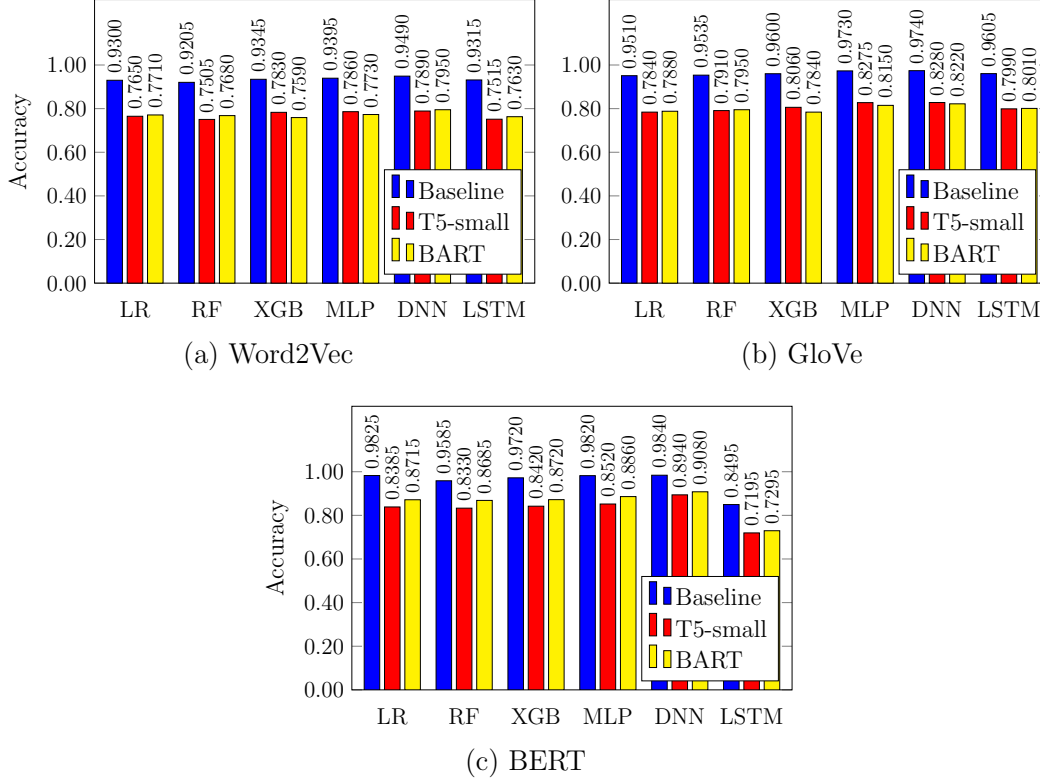 0.9300 0.7650 0.7710 0.9205 0.7505 0.7680 0.9345 0.7830 0.7590 0.9395 0.7860 0.7730 0.9490 0.7890 0.7950 0.9315 0.7515 0.7630
Accuracy
1.00
0.80
0.60
0.40
0.20
0.00
Baseline
T5-small
BART
LR RF XGB MLP DNN LSTM
(a) Word2Vec
0.9510 0.7840 0.7880 0.9535 0.7910 0.7950 0.9600 0.8060 0.7840 0.9730 0.8275 0.8150 0.9740 0.8280 0.8220 0.9605 0.7990 0.8010
1.00
0.80
0.60
0.40
0.20
0.00
Baseline
T5-small
BART
LR RF XGB MLP DNN LSTM
(b) GloVe
0.9825 0.8385 0.8715 0.9585 0.8330 0.8685 0.9720 0.8420 0.8720 0.9820 0.8520 0.8860 0.9840 0.8940 0.9080 0.8495 0.7195 0.7295
Accuracy
1.00
0.80
0.60
0.40
0.20
0.00
Baseline
T5-small
BART
LR RF XGB MLP DNN LSTM
(c) BERT